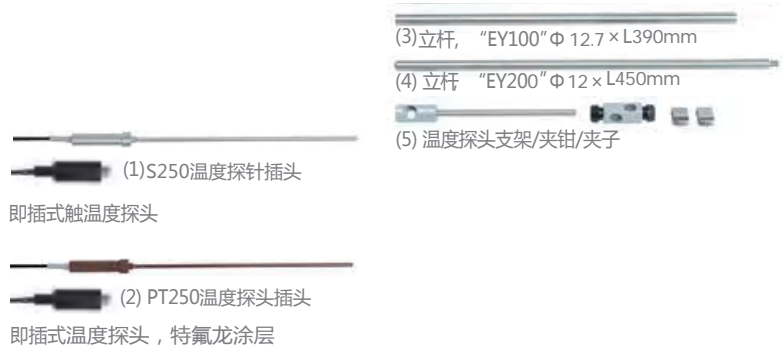 (1)S250温度探针插头
即插式触温度探头
(2) PT250温度探头插头
即插式温度探头，特氟龙涂层
(3)立杆, “EY100”Φ 12.7 × L390mm
(4) 立杆 “EY200”Φ 12 × L450mm
(5) 温度探头支架/夹钳/夹子